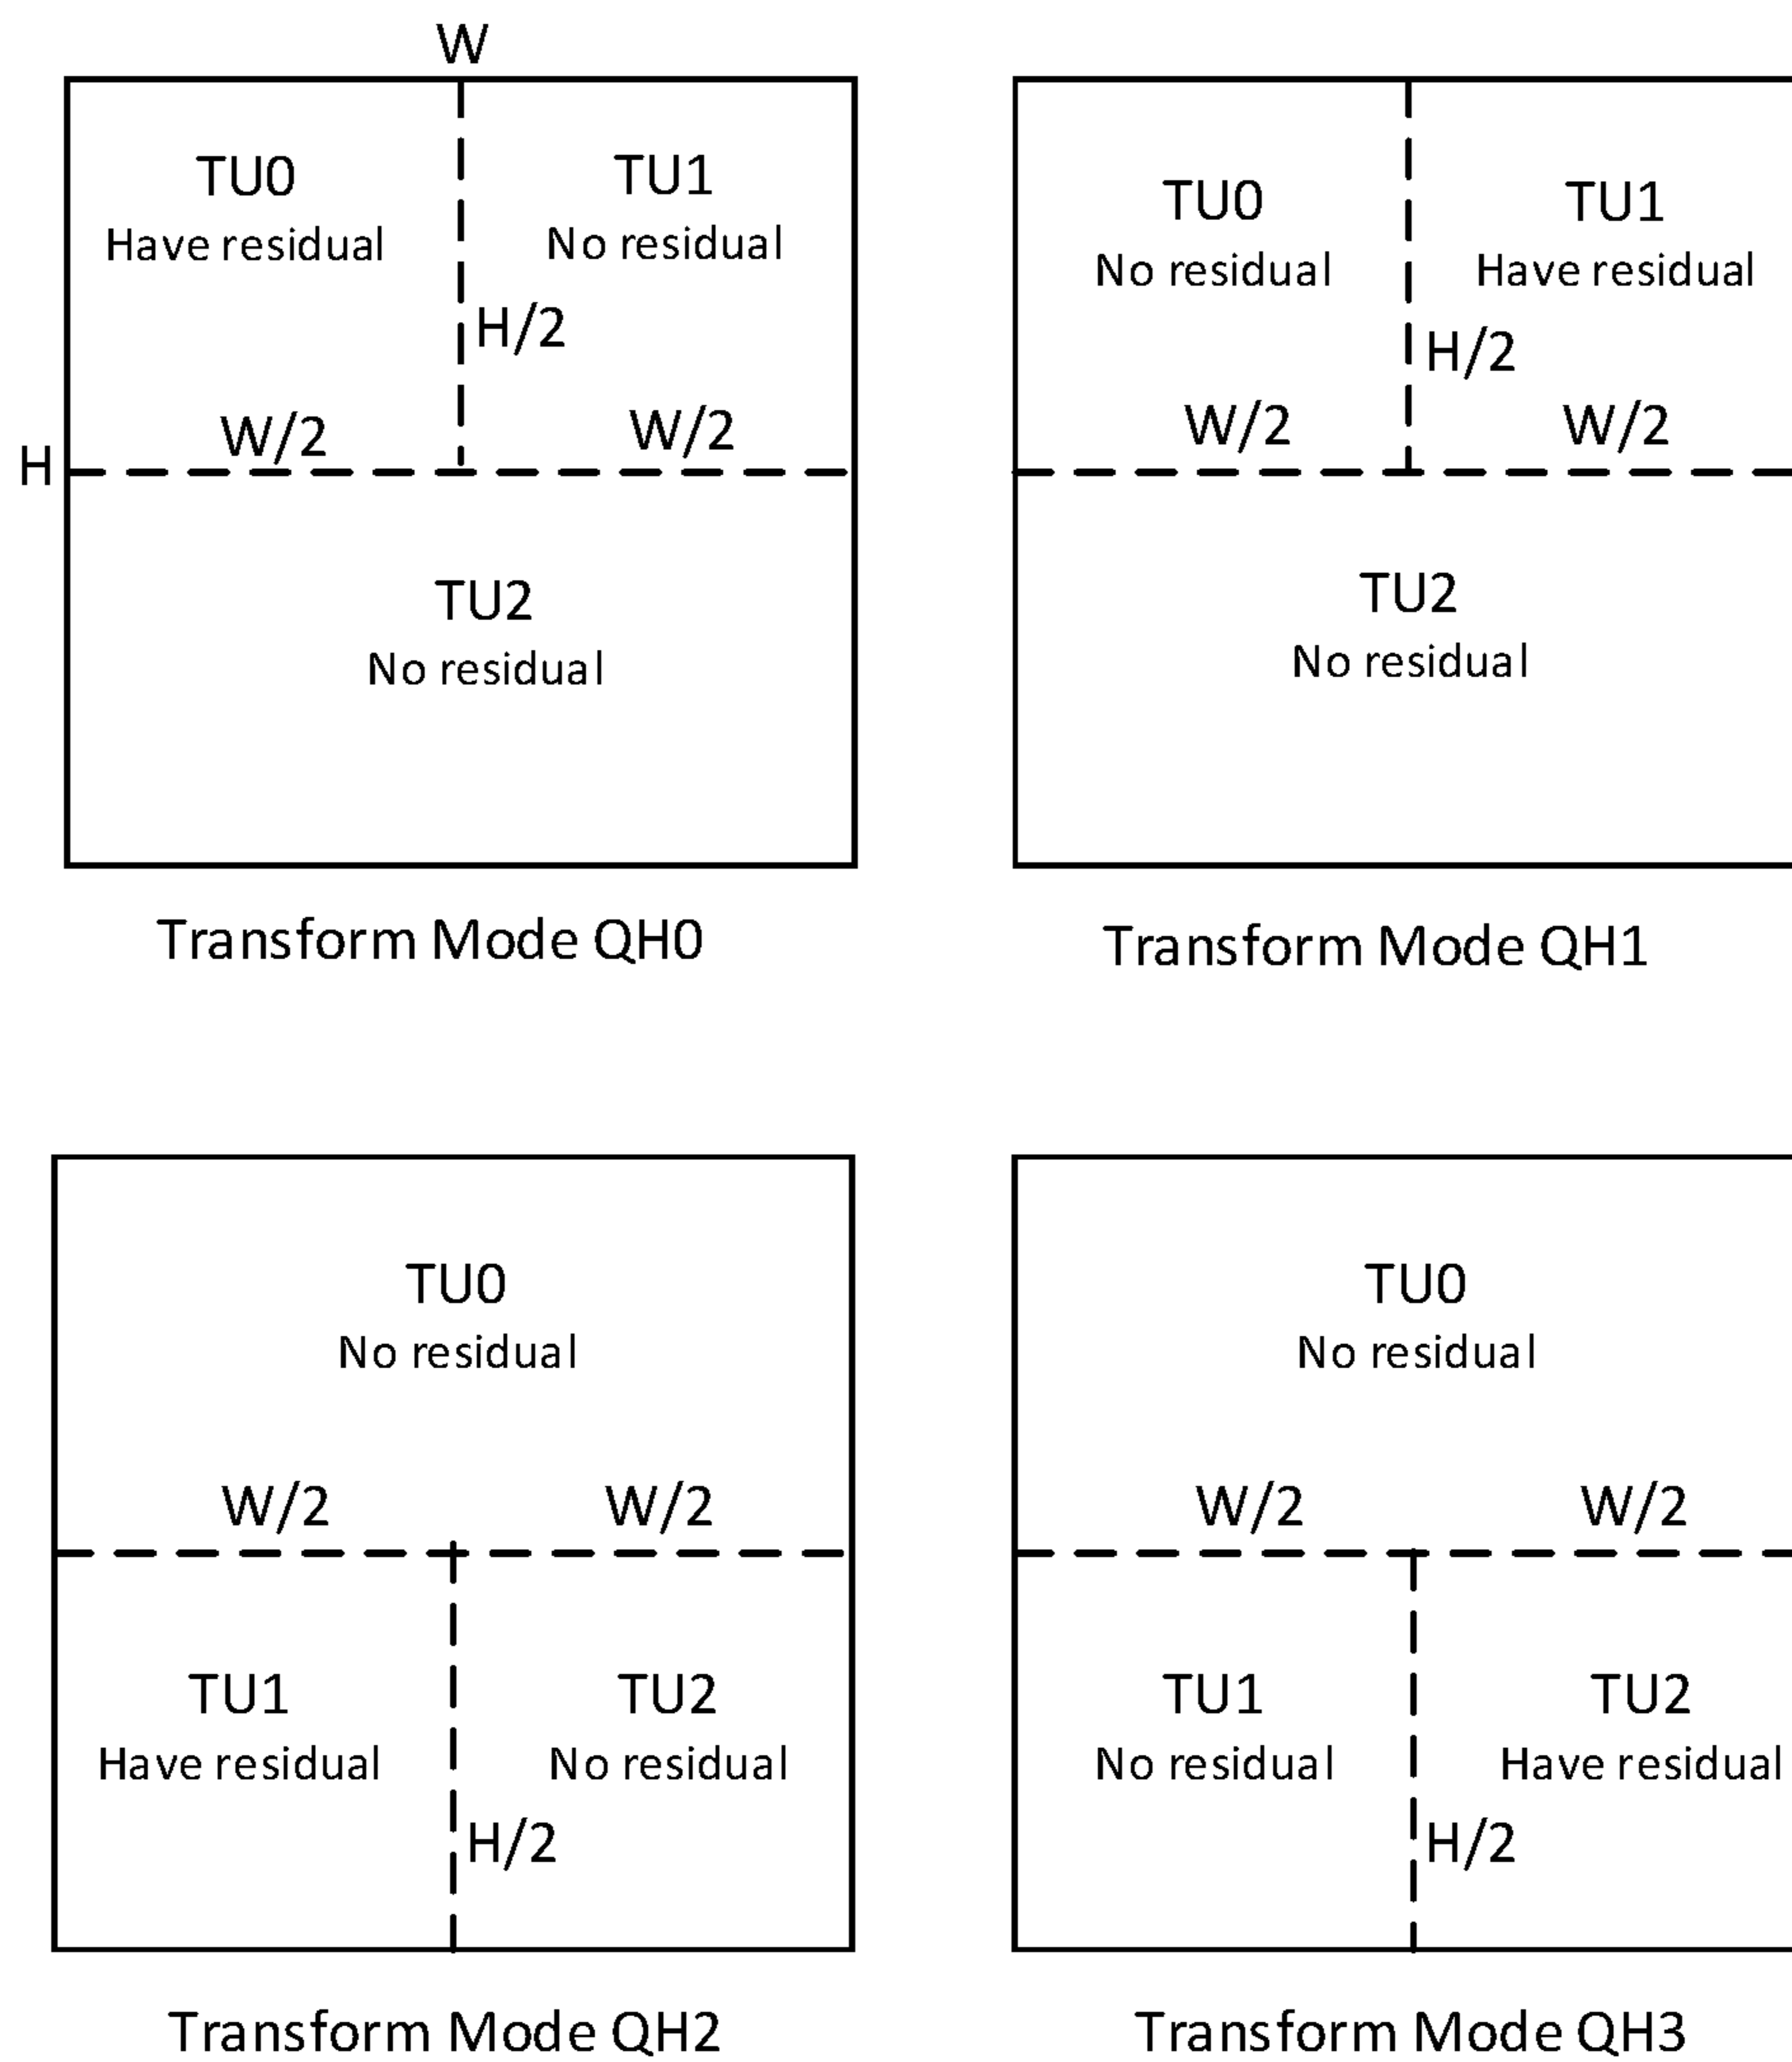 W
TU0
Have residual
TU1
No residual
H/2
W/2
W/2
H
TU2
No residual
Transform Mode QH0
TU0
No residual
TU1
Have residual
H/2
W/2
W/2
TU2
No residual
Transform Mode QH1
TU0
No residual
W/2
W/2
TU1
Have residual
TU2
No residual
H/2
Transform Mode QH2
TU0
No residual
W/2
W/2
TU1
No residual
TU2
Have residual
H/2
Transform Mode QH3